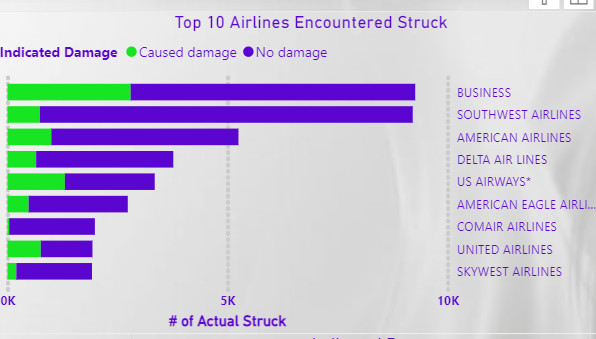 Top 10 Airlines Encountered Struck
Indicated Damage Caused damage No damage
BUSINESS
SOUTHWEST AIRLINES
AMERICAN AIRLINES
DELTA AIR LINES
US AIRWAYS*
AMERICAN EAGLE AIRLI...
COMAIR AIRLINES
UNITED AIRLINES
SKYWEST AIRLINES
0K 5K 10K
# of Actual Struck